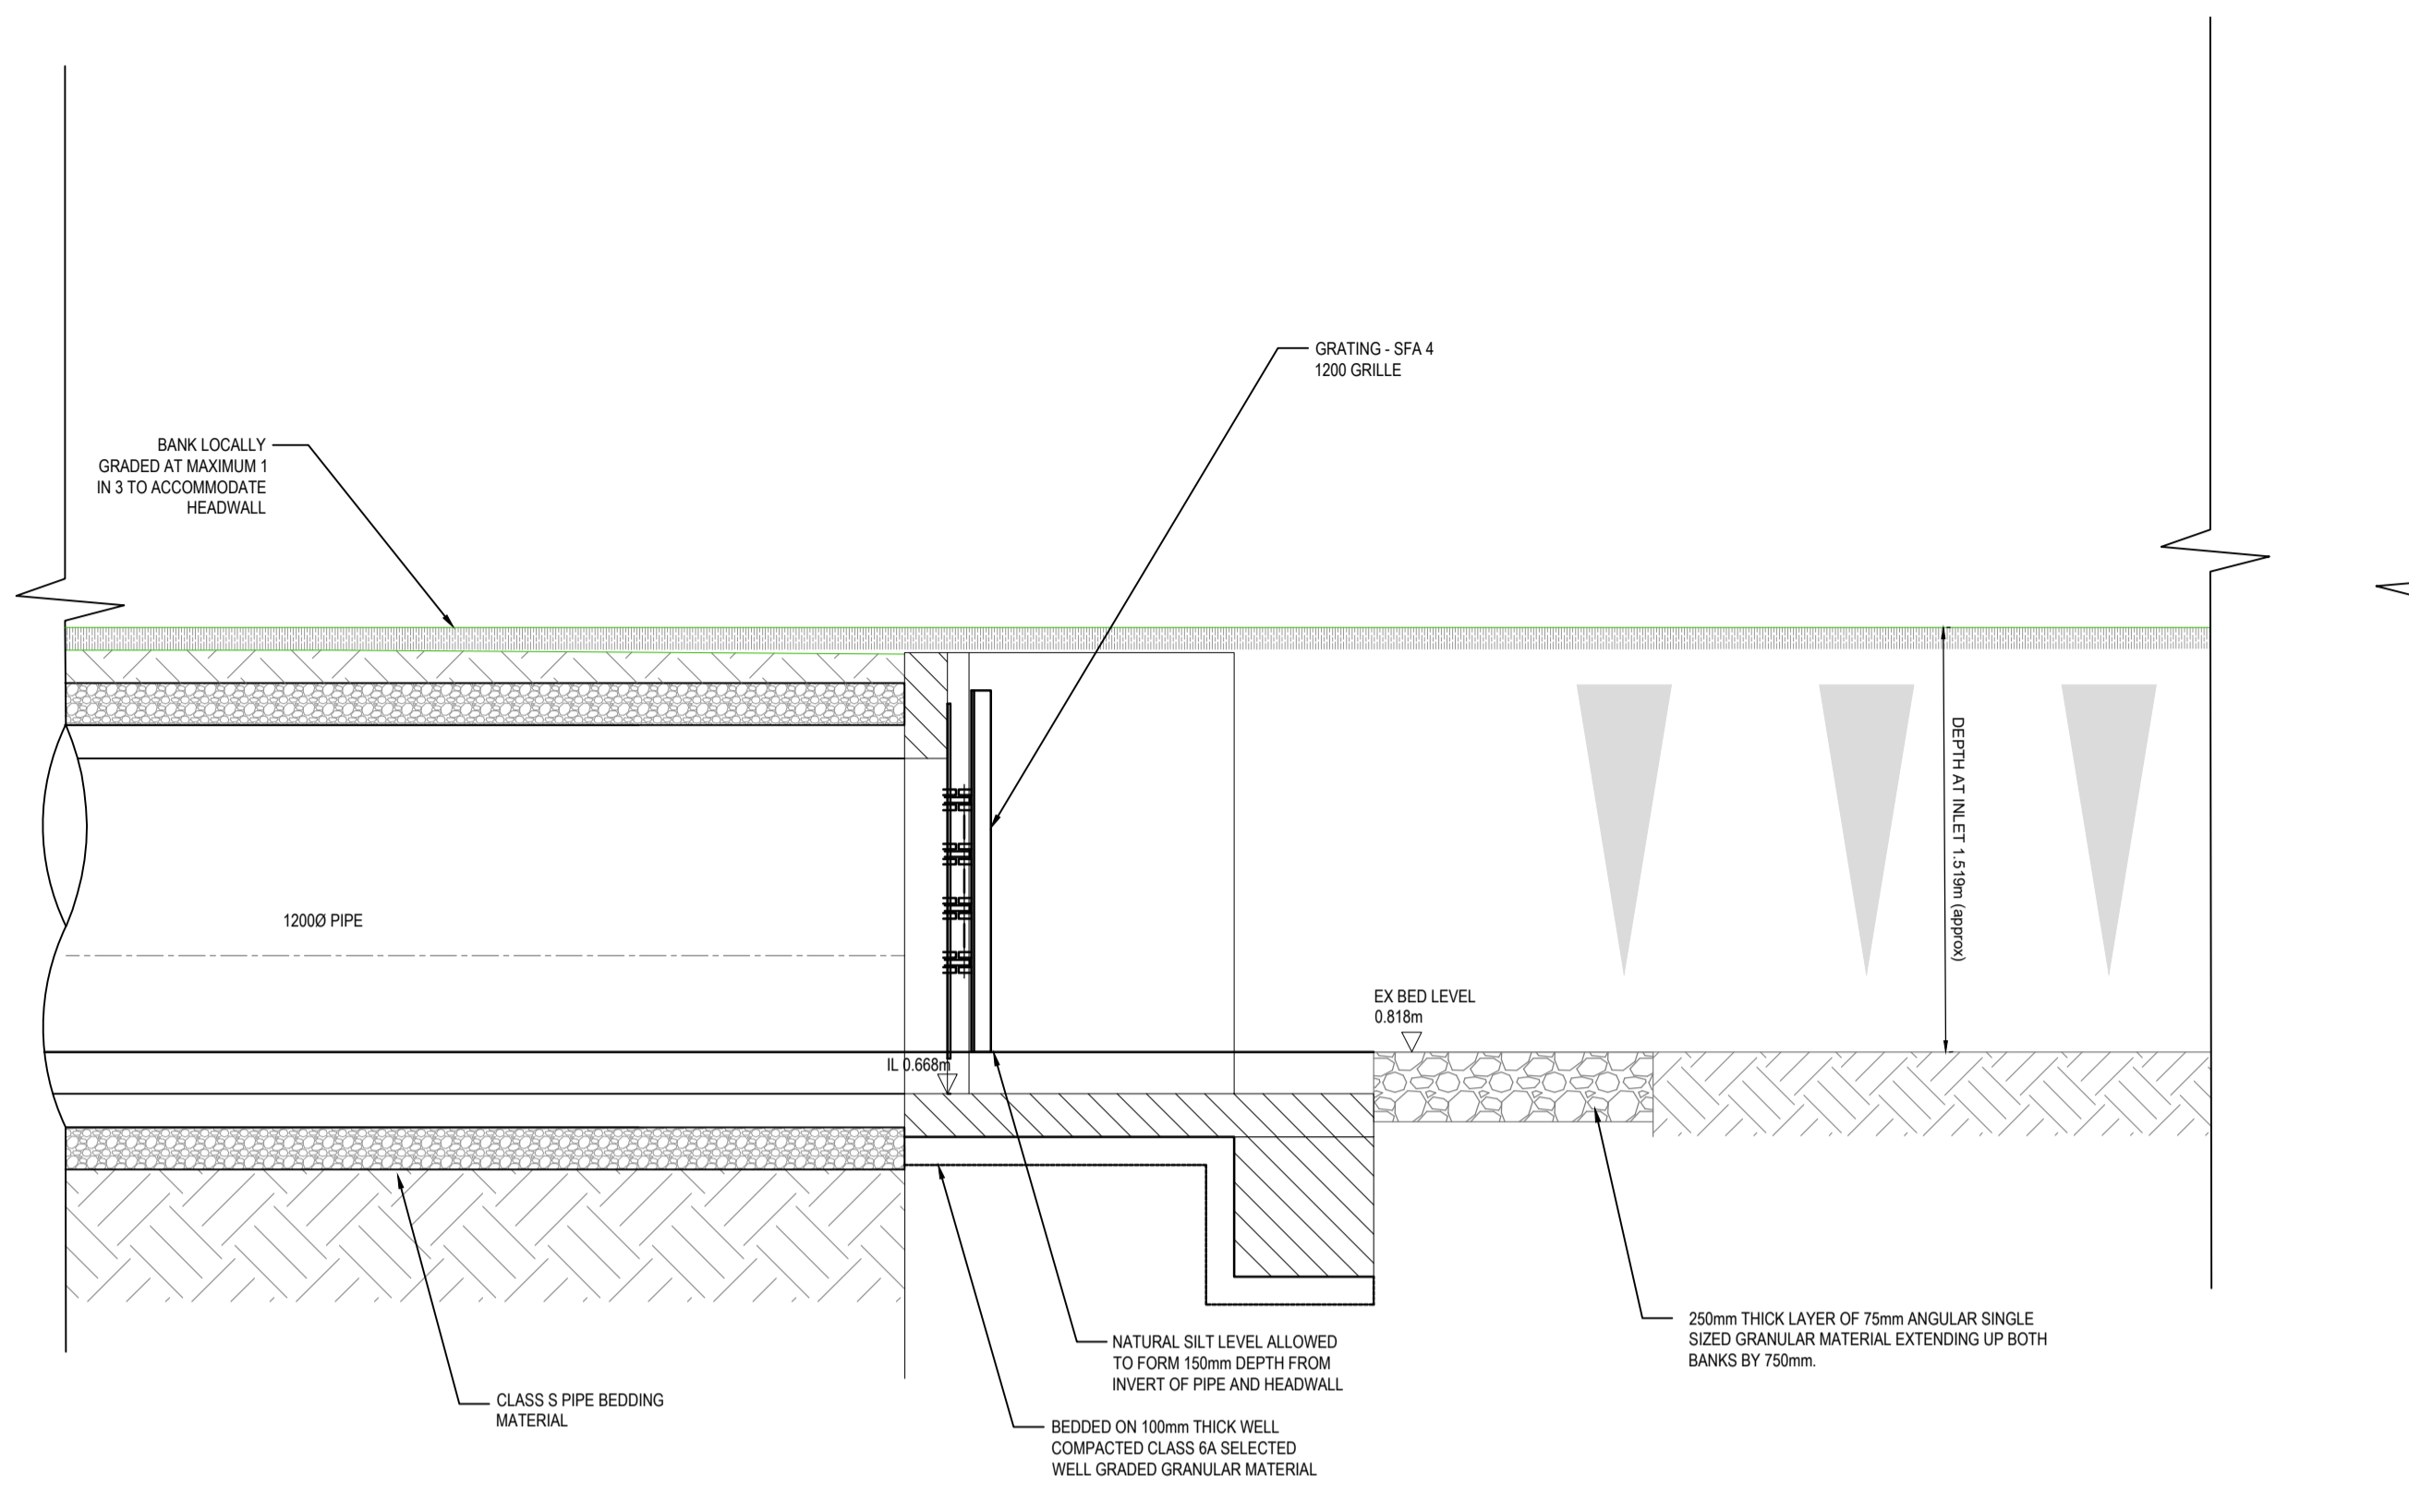 GRATING - SFA 4
1200 GRILLE
BANK LOCALLY
GRADED AT MAXIMUM 1
IN 3 TO ACCOMMODATE
HEADWALL
DEPTH AT INLET 1.519m (approx)
1200Ø PIPE
EX BED LEVEL
0.818m
IL 0.668m
250mm THICK LAYER OF 75mm ANGULAR SINGLE
SIZED GRANULAR MATERIAL EXTENDING UP BOTH
BANKS BY 750mm.
NATURAL SILT LEVEL ALLOWED
TO FORM 150mm DEPTH FROM
INVERT OF PIPE AND HEADWALL
CLASS S PIPE BEDDING
MATERIAL
BEDDED ON 100mm THICK WELL
COMPACTED CLASS 6A SELECTED
WELL GRADED GRANULAR MATERIAL